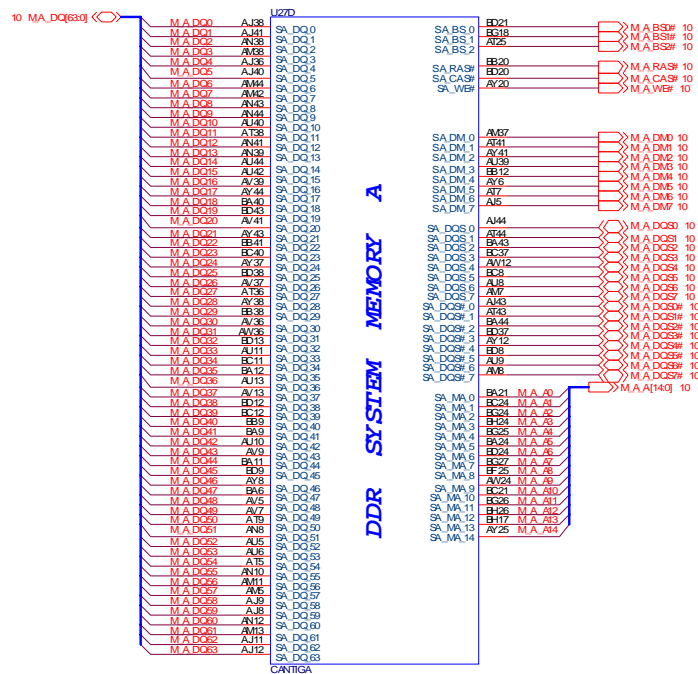 U27D
10 M_A_DQ[63:0]
M_A_DQ0 AJ38 SA_DQ_0
M_A_DQ1 AJ41 SA_DQ_1
M_A_DQ2 AN38 SA_DQ_2
M_A_DQ3 AM38 SA_DQ_3
M_A_DQ4 AJ36 SA_DQ_4
M_A_DQ5 AJ40 SA_DQ_5
M_A_DQ6 AM44 SA_DQ_6
M_A_DQ7 AM42 SA_DQ_7
M_A_DQ8 AN43 SA_DQ_8
M_A_DQ9 AN44 SA_DQ_9
M_A_DQ10 AU40 SA_DQ_10
M_A_DQ11 AT38 SA_DQ_11
M_A_DQ12 AN41 SA_DQ_12
M_A_DQ13 AN39 SA_DQ_13
M_A_DQ14 AU44 SA_DQ_14
M_A_DQ15 AU42 SA_DQ_15
M_A_DQ16 AV39 SA_DQ_16
M_A_DQ17 AY44 SA_DQ_17
M_A_DQ18 BA40 SA_DQ_18
M_A_DQ19 BD43 SA_DQ_19
M_A_DQ20 AV41 SA_DQ_20
M_A_DQ21 AY43 SA_DQ_21
M_A_DQ22 BB41 SA_DQ_22
M_A_DQ23 BC40 SA_DQ_23
M_A_DQ24 AY37 SA_DQ_24
M_A_DQ25 BD38 SA_DQ_25
M_A_DQ26 AV37 SA_DQ_26
M_A_DQ27 AT36 SA_DQ_27
M_A_DQ28 AY38 SA_DQ_28
M_A_DQ29 BB38 SA_DQ_29
M_A_DQ30 AV36 SA_DQ_30
M_A_DQ31 AW36 SA_DQ_31
M_A_DQ32 BD13 SA_DQ_32
M_A_DQ33 AU11 SA_DQ_33
M_A_DQ34 BC11 SA_DQ_34
M_A_DQ35 BA12 SA_DQ_35
M_A_DQ36 AU13 SA_DQ_36
M_A_DQ37 AV13 SA_DQ_37
M_A_DQ38 BD12 SA_DQ_38
M_A_DQ39 BC12 SA_DQ_39
M_A_DQ40 BB9 SA_DQ_40
M_A_DQ41 BA9 SA_DQ_41
M_A_DQ42 AU10 SA_DQ_42
M_A_DQ43 AV9 SA_DQ_43
M_A_DQ44 BA11 SA_DQ_44
M_A_DQ45 BD9 SA_DQ_45
M_A_DQ46 AY8 SA_DQ_46
M_A_DQ47 BA6 SA_DQ_47
M_A_DQ48 AV5 SA_DQ_48
M_A_DQ49 AV7 SA_DQ_49
M_A_DQ50 AT9 SA_DQ_50
M_A_DQ51 AN8 SA_DQ_51
M_A_DQ52 AU5 SA_DQ_52
M_A_DQ53 AU6 SA_DQ_53
M_A_DQ54 AT5 SA_DQ_54
M_A_DQ55 AN10 SA_DQ_55
M_A_DQ56 AM11 SA_DQ_56
M_A_DQ57 AM5 SA_DQ_57
M_A_DQ58 AJ9 SA_DQ_58
M_A_DQ59 AJ8 SA_DQ_59
M_A_DQ60 AN12 SA_DQ_60
M_A_DQ61 AM13 SA_DQ_61
M_A_DQ62 AJ11 SA_DQ_62
M_A_DQ63 AJ12 SA_DQ_63
DDR SYSTEM MEMORY A
SA_BS_0 BD21 M_A_BS0# 10
SA_BS_1 BG18 M_A_BS1# 10
SA_BS_2 AT25 M_A_BS2# 10
SA_RAS# BB20 M_A_RAS# 10
SA_CAS# BD20 M_A_CAS# 10
SA_WE# AY20 M_A_WE# 10
SA_DM_0 AM37 M_A_DM0 10
SA_DM_1 AT41 M_A_DM1 10
SA_DM_2 AY41 M_A_DM2 10
SA_DM_3 AU39 M_A_DM3 10
SA_DM_4 BB12 M_A_DM4 10
SA_DM_5 AY6 M_A_DM5 10
SA_DM_6 AT7 M_A_DM6 10
SA_DM_7 AJ5 M_A_DM7 10
SA_DQS_0 AJ44 M_A_DQS0 10
SA_DQS_1 AT44 M_A_DQS1 10
SA_DQS_2 BA43 M_A_DQS2 10
SA_DQS_3 BC37 M_A_DQS3 10
SA_DQS_4 AW12 M_A_DQS4 10
SA_DQS_5 BC8 M_A_DQS5 10
SA_DQS_6 AU8 M_A_DQS6 10
SA_DQS_7 AM7 M_A_DQS7 10
SA_DQS#_0 AJ43 M_A_DQS0# 10
SA_DQS#_1 AT43 M_A_DQS1# 10
SA_DQS#_2 BA44 M_A_DQS2# 10
SA_DQS#_3 BD37 M_A_DQS3# 10
SA_DQS#_4 AY12 M_A_DQS4# 10
SA_DQS#_5 BD8 M_A_DQS5# 10
SA_DQS#_6 AU9 M_A_DQS6# 10
SA_DQS#_7 AM8 M_A_DQS7# 10
M_A_A[14:0] 10
SA_MA_0 BA21 M_A_A0
SA_MA_1 BC24 M_A_A1
SA_MA_2 BG24 M_A_A2
SA_MA_3 BH24 M_A_A3
SA_MA_4 BG25 M_A_A4
SA_MA_5 BA24 M_A_A5
SA_MA_6 BD24 M_A_A6
SA_MA_7 BG27 M_A_A7
SA_MA_8 BF25 M_A_A8
SA_MA_9 AW24 M_A_A9
SA_MA_10 BC21 M_A_A10
SA_MA_11 BG26 M_A_A11
SA_MA_12 BH26 M_A_A12
SA_MA_13 BH17 M_A_A13
SA_MA_14 AY25 M_A_A14
CANTIGA